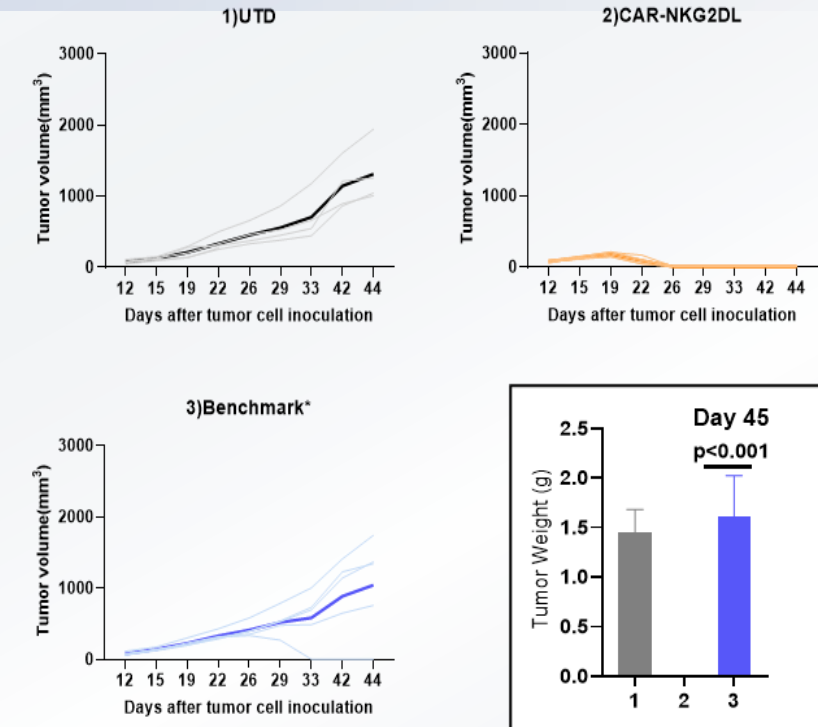 1)UTD
3000
2000
1000
0
Tumor volume(mm³)
12 15 19 22 26 29 33 42 44
Days after tumor cell inoculation
2)CAR-NKG2DL
3000
2000
1000
0
Tumor volume(mm³)
12 15 19 22 26 29 33 42 44
Days after tumor cell inoculation
3)Benchmark*
3000
2000
1000
0
Tumor volume(mm³)
12 15 19 22 26 29 33 42 44
Days after tumor cell inoculation
Day 45
p<0.001
2.5
2.0
1.5
1.0
0.5
0.0
Tumor Weight (g)
1 2 3